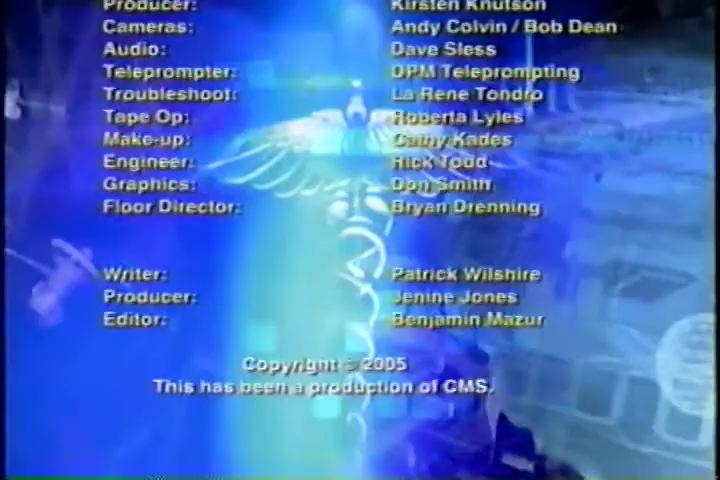 Producer: Kirsten Knutson
Cameras: Andy Colvin / Bob Dean
Audio: Dave Sless
Teleprompter: DPM Teleprompting
Troubleshoot: La Rene Tondro
Tape Op: Roberta Lyles
Make-up: Cathy Kades
Engineer: Rick Todd
Graphics: Don Smith
Floor Director: Bryan Drenning
Writer: Patrick Wilshire
Producer: Jenine Jones
Editor: Benjamin Mazur
Copyright © 2005
This has been a production of CMS.